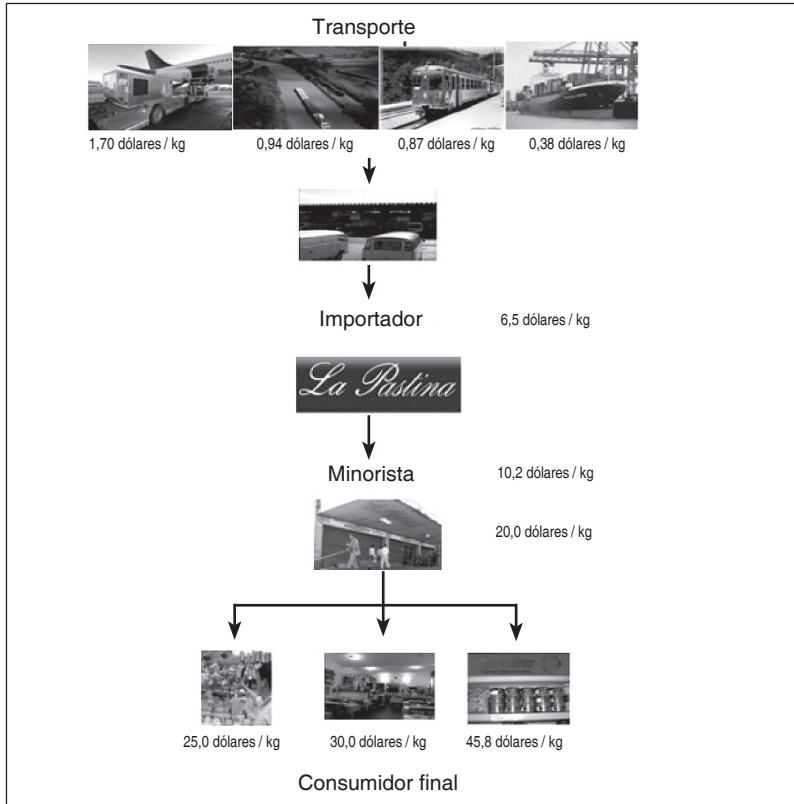 Transporte
1,70 dólares / kg
0,94 dólares / kg
0,87 dólares / kg
0,38 dólares / kg
Importador
6,5 dólares / kg
La Pastina
Minorista
10,2 dólares / kg
20,0 dólares / kg
25,0 dólares / kg
30,0 dólares / kg
45,8 dólares / kg
Consumidor final